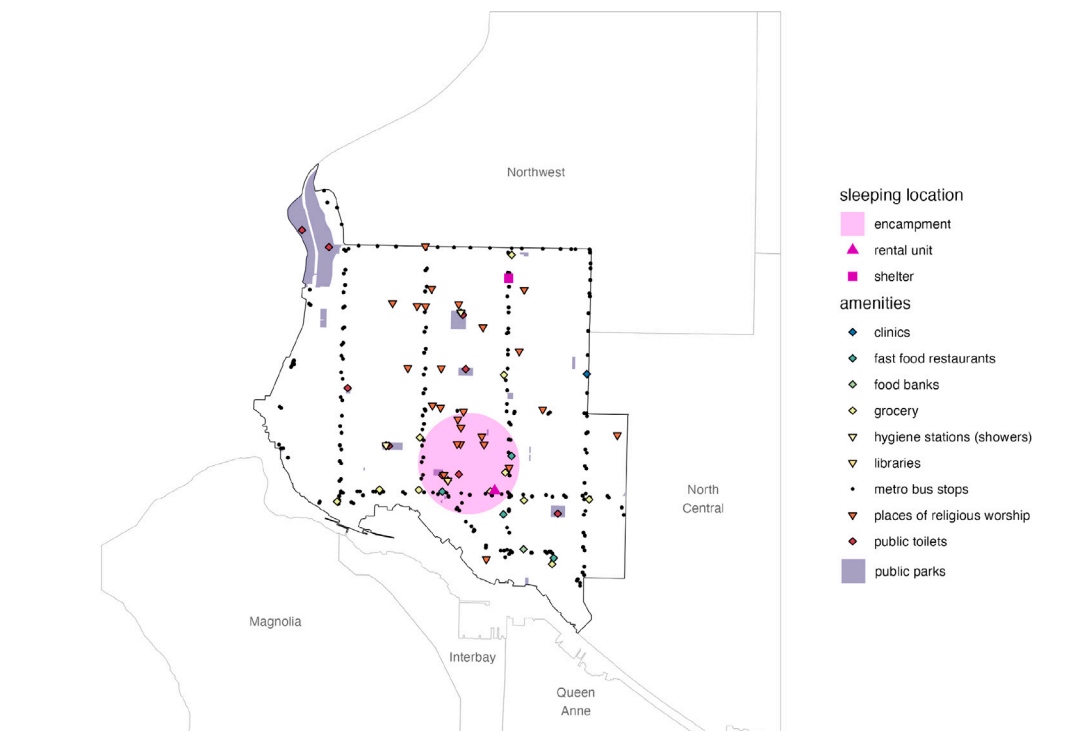 Northwest
North
Central
Magnolia
Interbay
Queen
Anne
sleeping location
encampment
rental unit
shelter
amenities
clinics
fast food restaurants
food banks
grocery
hygiene stations (showers)
libraries
metro bus stops
places of religious worship
public toilets
public parks